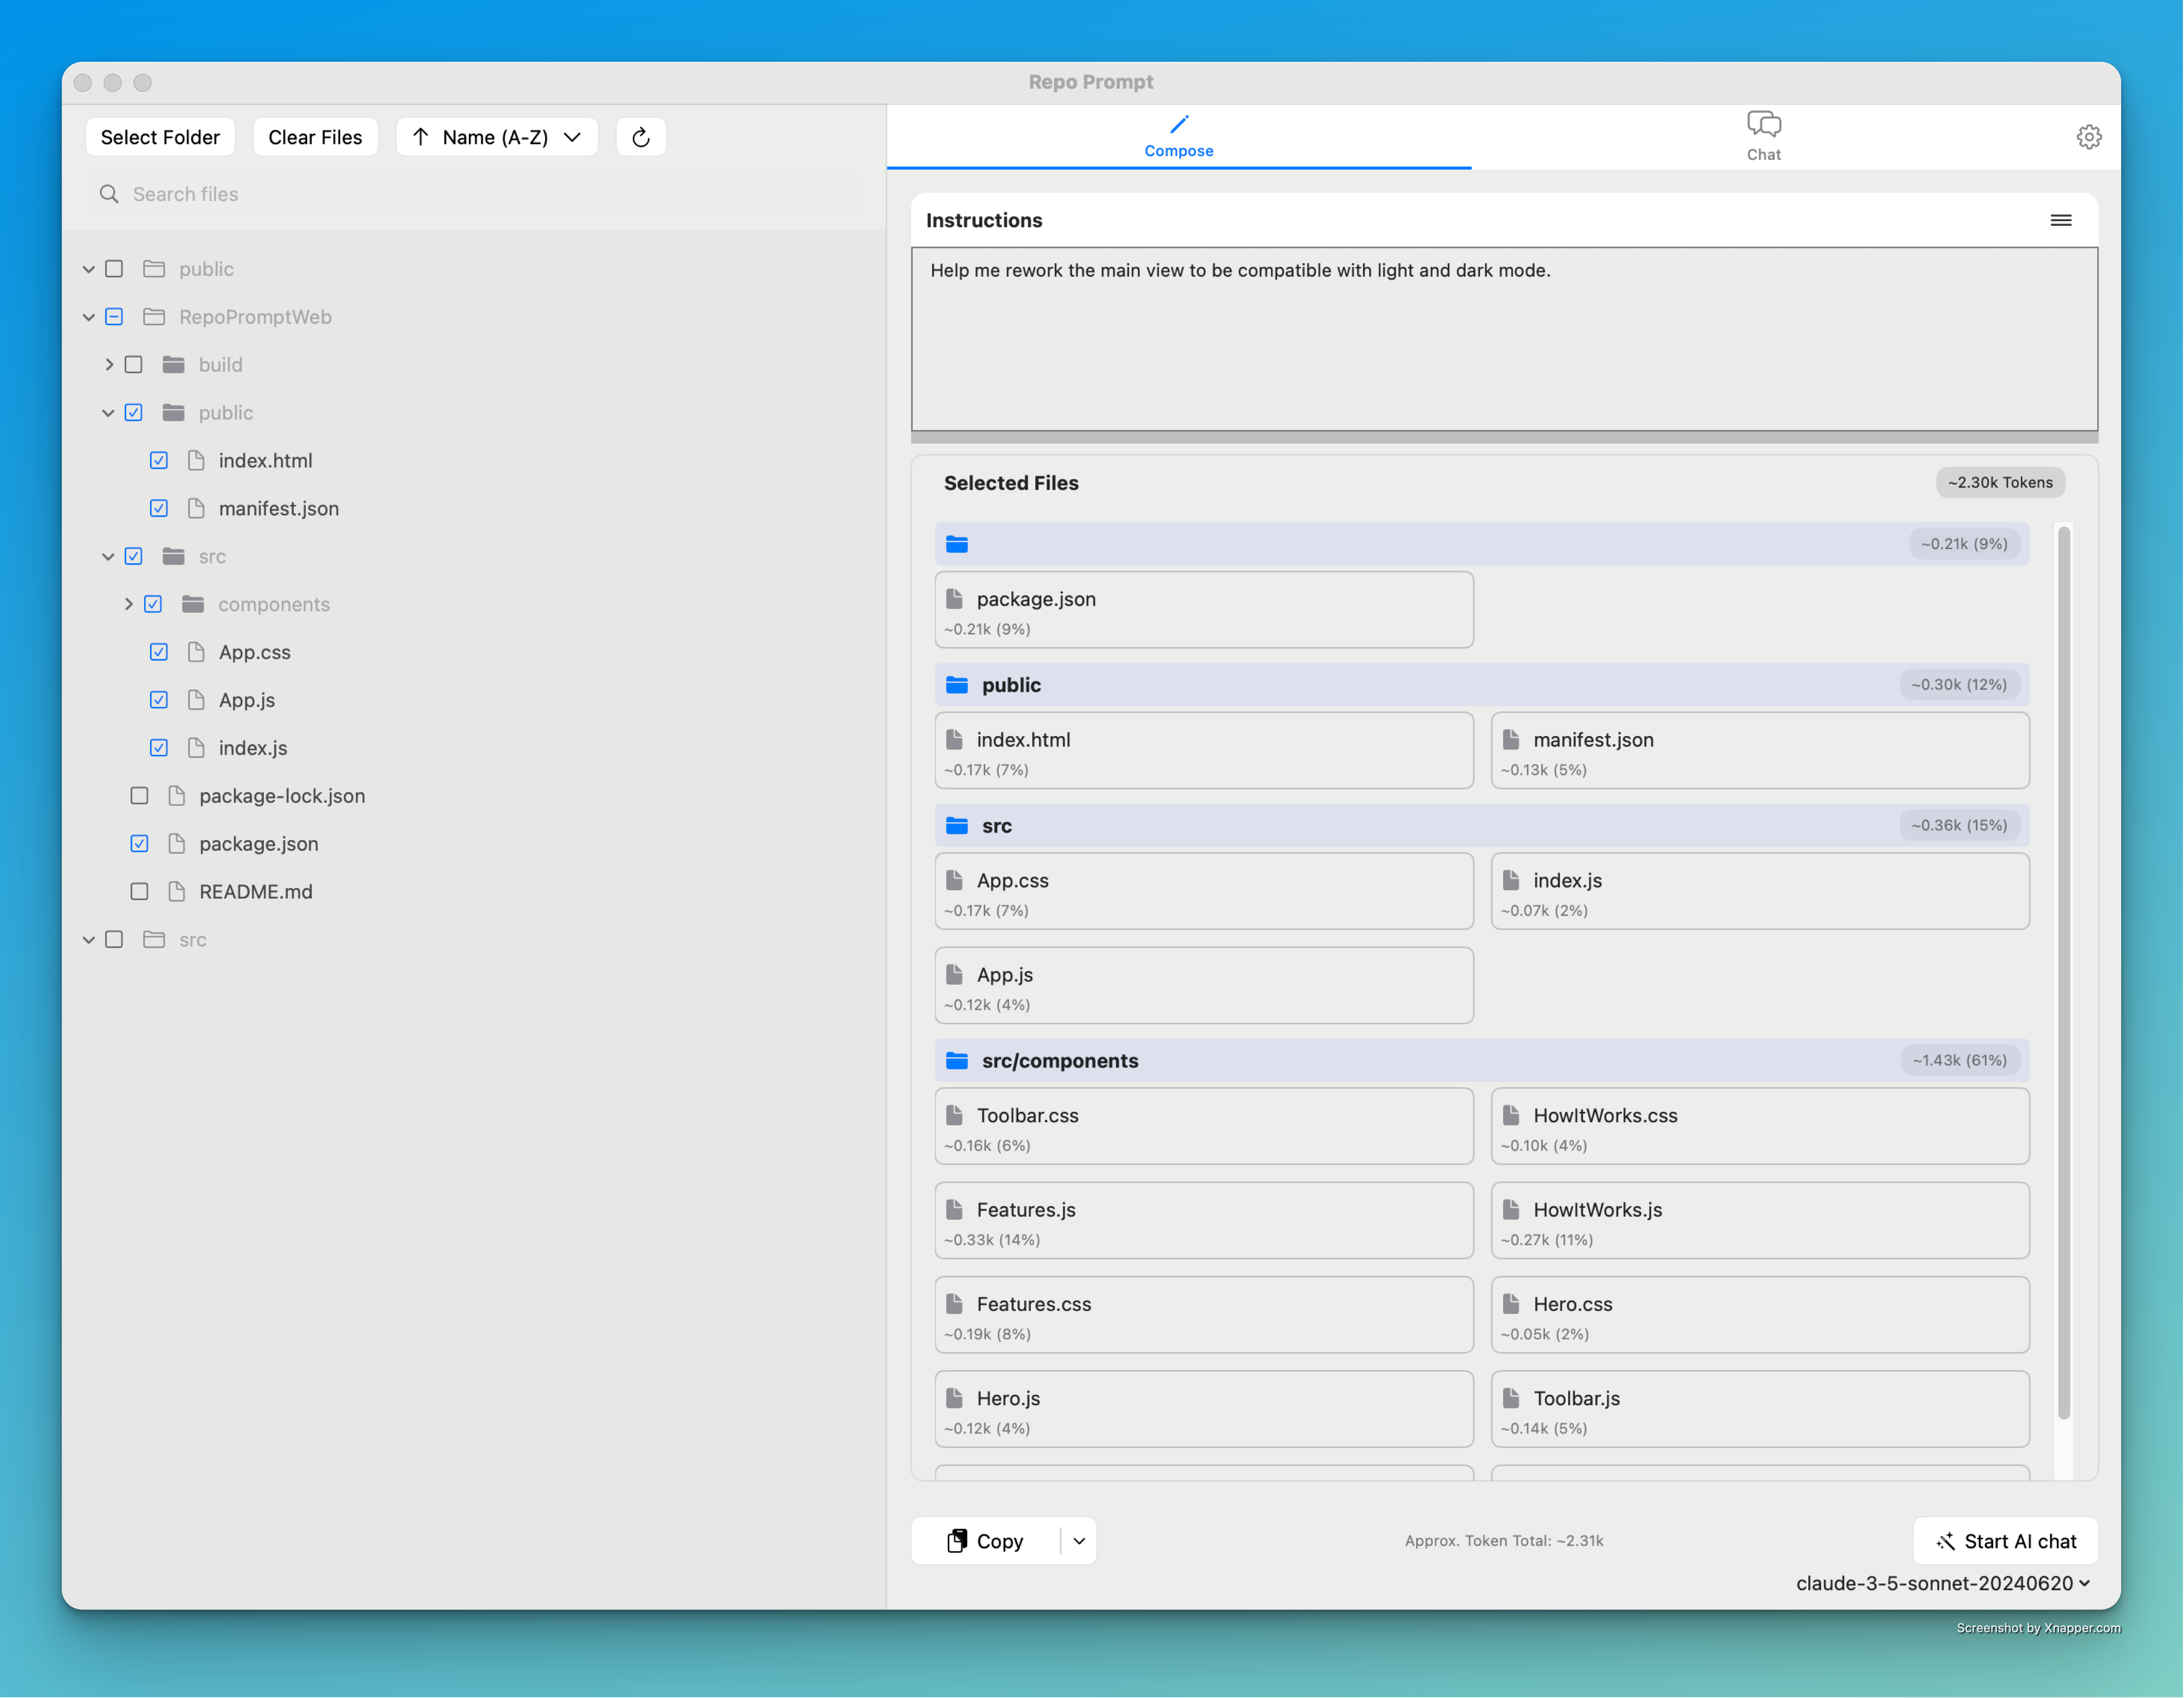 Repo Prompt
Select Folder
Clear Files
Name (A-Z)
Search files
public
RepoPromptWeb
build
public
index.html
manifest.json
src
components
App.css
App.js
index.js
package-lock.json
package.json
README.md
src
Compose
Chat
Instructions
Help me rework the main view to be compatible with light and dark mode.
Selected Files
~2.30k Tokens
~0.21k (9%)
package.json
~0.21k (9%)
public
~0.30k (12%)
index.html
~0.17k (7%)
manifest.json
~0.13k (5%)
src
~0.36k (15%)
App.css
~0.17k (7%)
index.js
~0.07k (2%)
App.js
~0.12k (4%)
src/components
~1.43k (61%)
Toolbar.css
~0.16k (6%)
HowItWorks.css
~0.10k (4%)
Features.js
~0.33k (14%)
HowItWorks.js
~0.27k (11%)
Features.css
~0.19k (8%)
Hero.css
~0.05k (2%)
Hero.js
~0.12k (4%)
Toolbar.js
~0.14k (5%)
Copy
Approx. Token Total: ~2.31k
Start AI chat
claude-3-5-sonnet-20240620
Screenshot by Xnapper.com